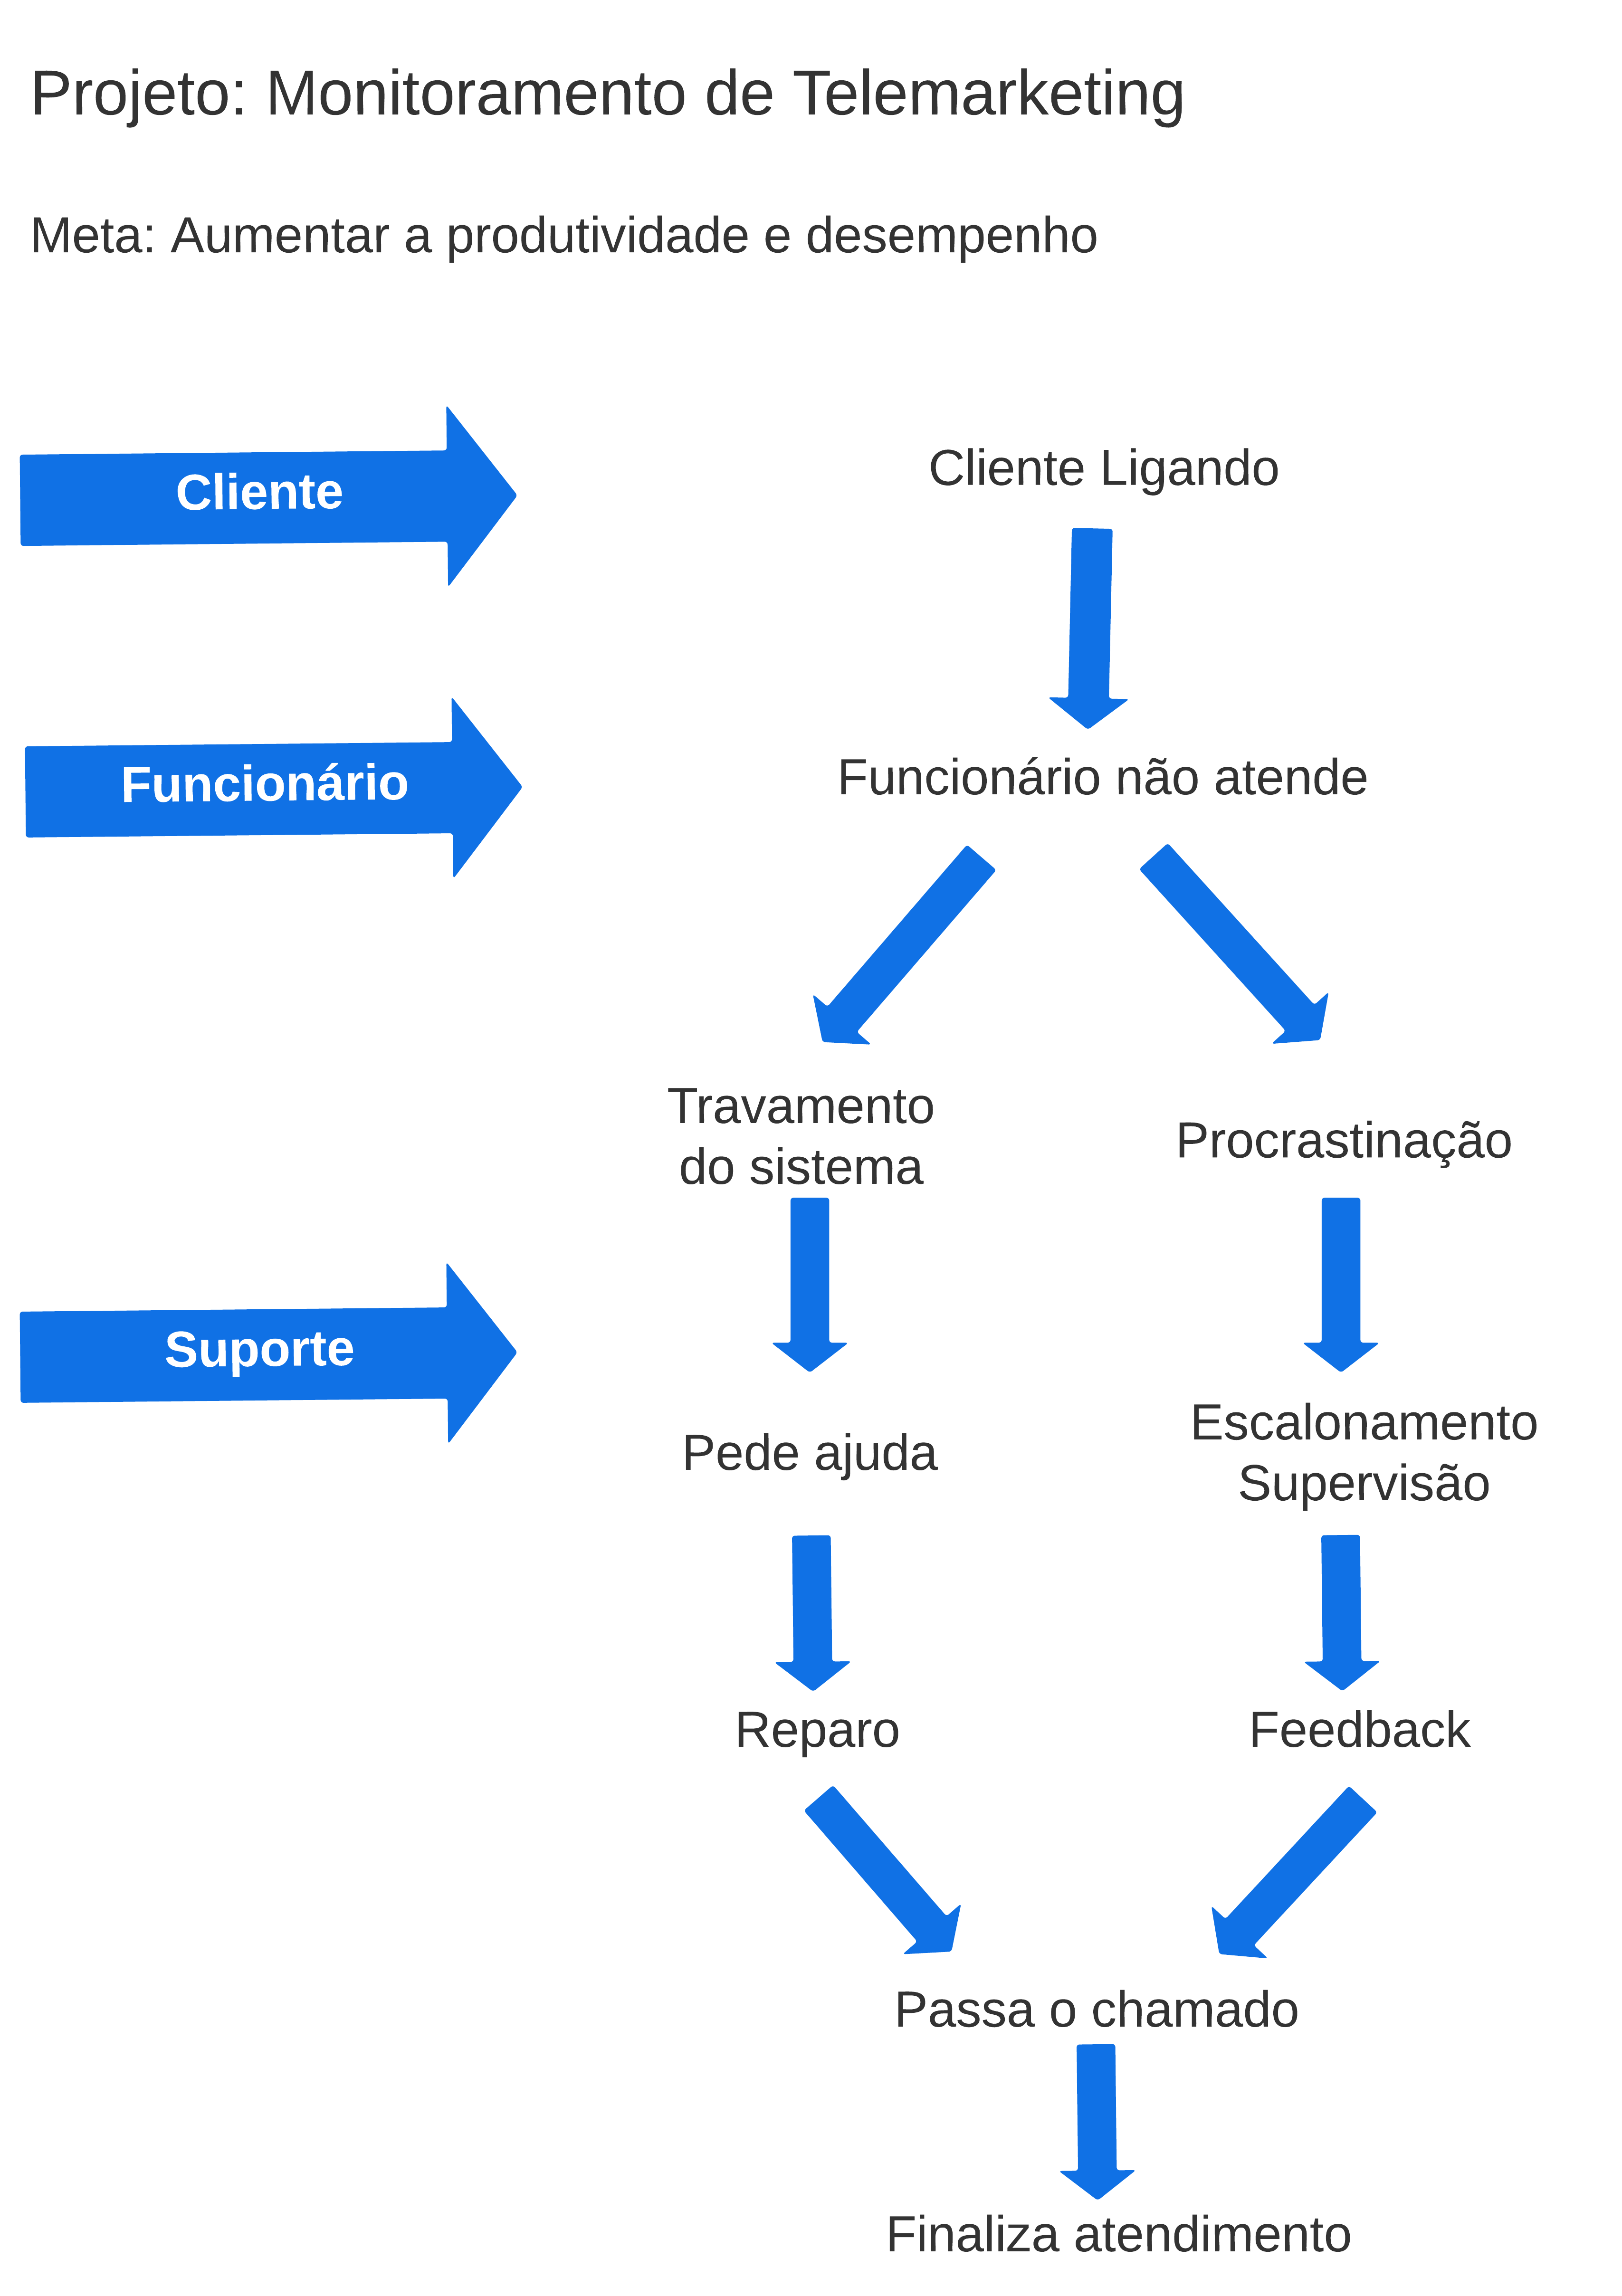 Projeto: Monitoramento de Telemarketing
Meta: Aumentar a produtividade e desempenho
Cliente
Cliente Ligando
Funcionário
Funcionário não atende
Travamento
do sistema
Procrastinação
Suporte
Pede ajuda
Escalonamento
Supervisão
Reparo
Feedback
Passa o chamado
Finaliza atendimento